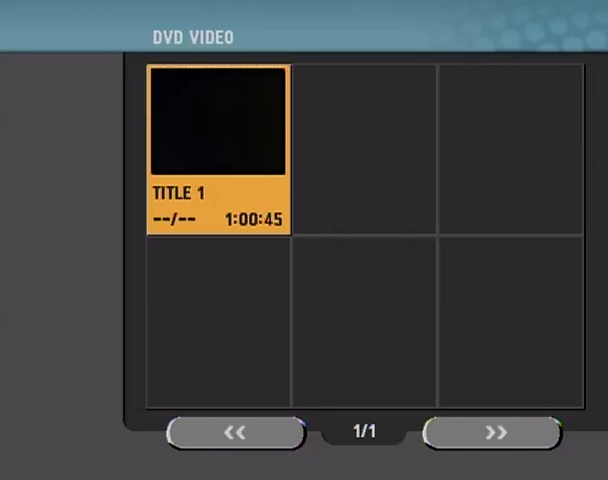 DVD VIDEO
TITLE 1
--/-- 1:00:45
<< 1/1 >>